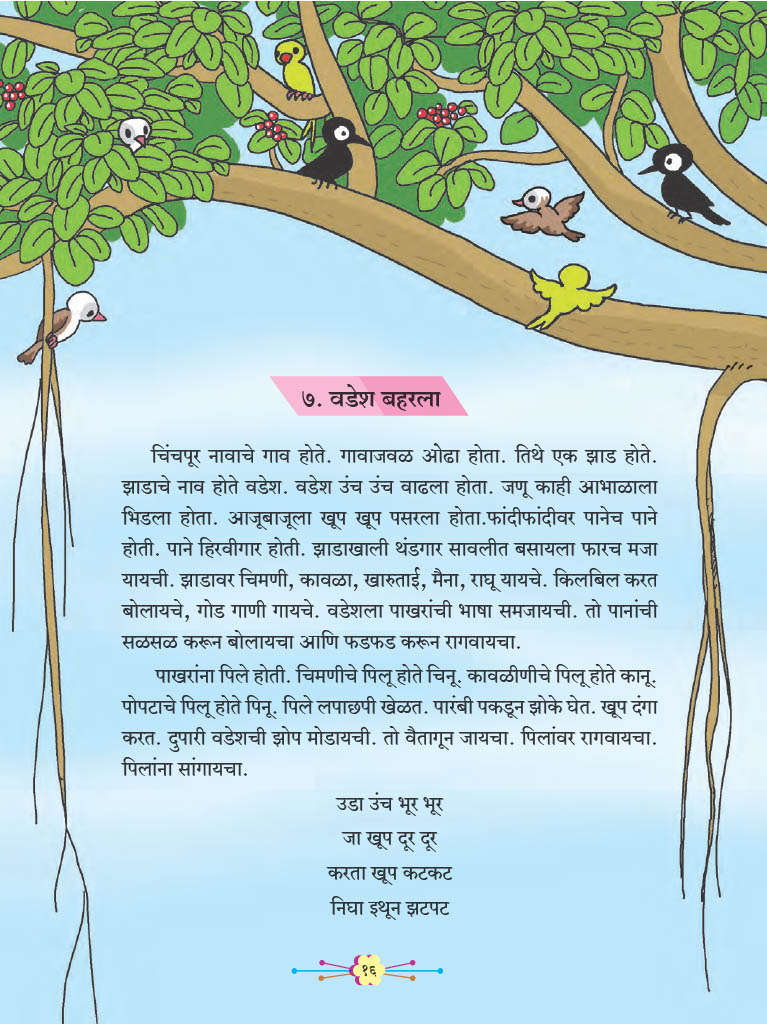 ७. वडेश बहरला
चिंचपूर नावाचे गाव होते. गावाजवळ ओढा होता. तिथे एक झाड होते.
झाडाचे नाव होते वडेश. वडेश उंच उंच वाढला होता. जणू काही आभाळाला
भिडला होता. आजूबाजूला खूप खूप पसरला होता.फांदीफांदीवर पानेच पाने
होती. पाने हिरवीगार होती. झाडाखाली थंडगार सावलीत बसायला फारच मजा
यायची. झाडावर चिमणी, कावळा, खारुताई, मैना, राघू यायचे. किलबिल करत
बोलायचे, गोड गाणी गायचे. वडेशला पाखरांची भाषा समजायची. तो पानांची
सळसळ करून बोलायचा आणि फडफड करून रागवायचा.
पाखरांना पिले होती. चिमणीचे पिलू होते चिनू. कावळीणीचे पिलू होते कानू.
पोपटाचे पिलू होते पिनू. पिले लपाछपी खेळत. पारंबी पकडून झोके घेत. खूप दंगा
करत. दुपारी वडेशची झोप मोडायची. तो वैतागून जायचा. पिलांवर रागवायचा.
पिलांना सांगायचा.
उडा उंच भूर भूर
जा खूप दूर दूर
करता खूप कटकट
निघा इथून झटपट
१६